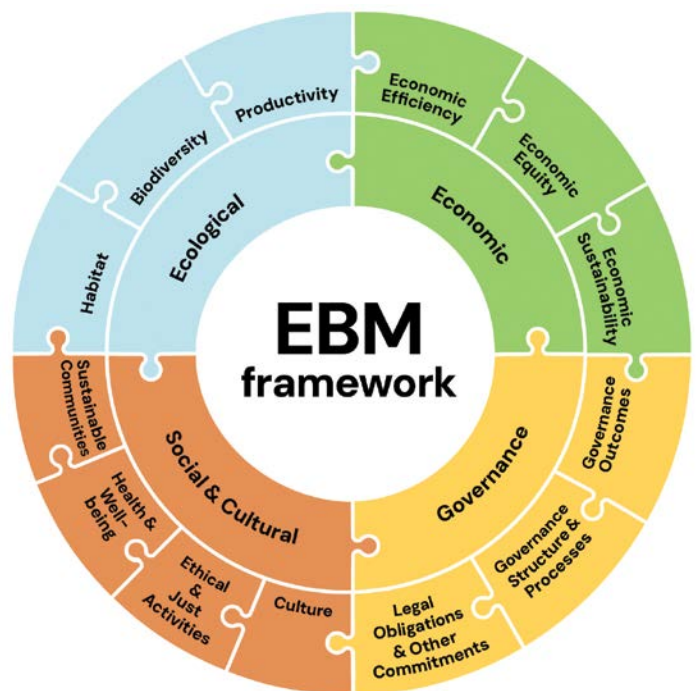 EBM
framework
Ecological
Economic
Governance
Social & Cultural
Productivity
Biodiversity
Habitat
Economic
Efficiency
Economic
Equity
Economic
Sustainability
Governance
Outcomes
Governance
Structure &
Processes
Legal
Obligations
& Other
Commitments
Culture
Ethical
&
Just
Activities
Health &
Well-
being
Sustainable
Communities